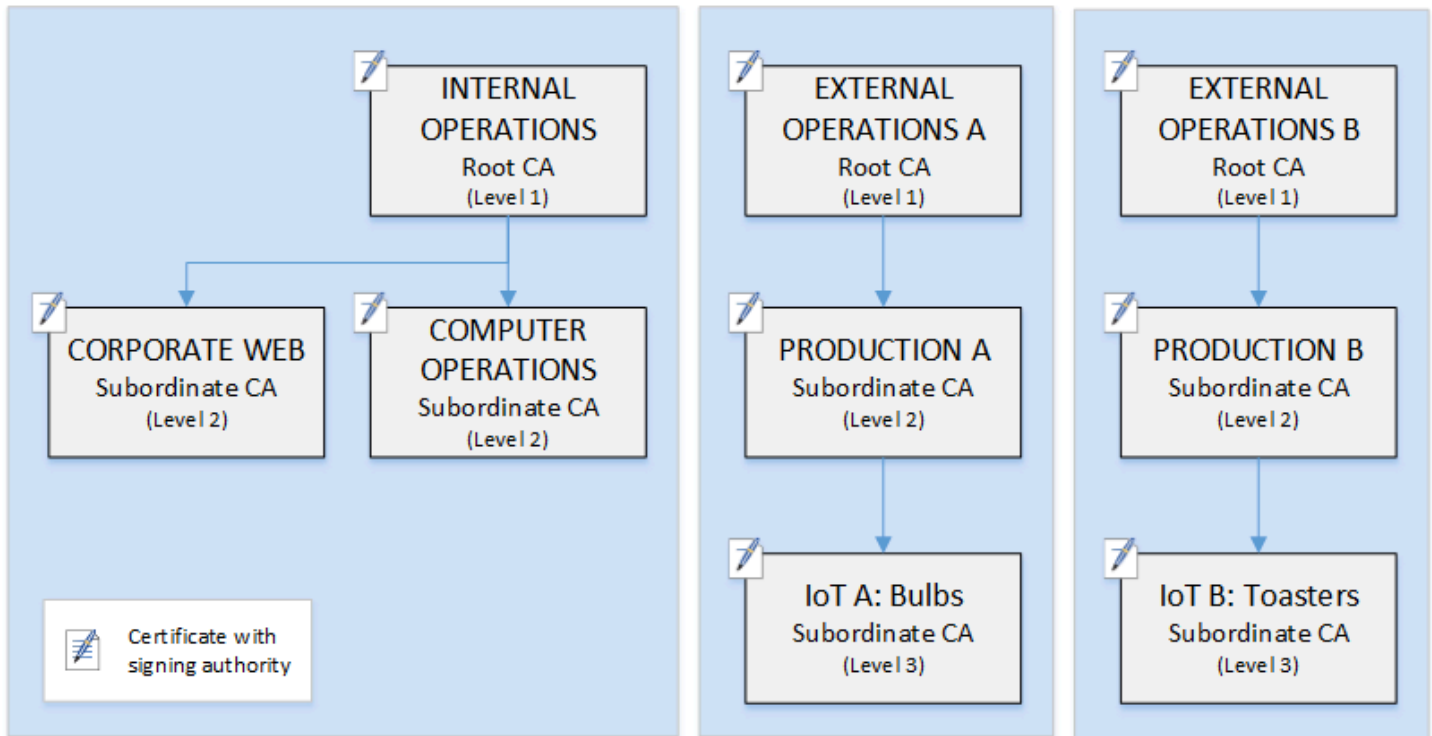 INTERNAL
OPERATIONS
Root CA
(Level 1)
EXTERNAL
OPERATIONS A
Root CA
(Level 1)
EXTERNAL
OPERATIONS B
Root CA
(Level 1)
CORPORATE WEB
Subordinate CA
(Level 2)
COMPUTER
OPERATIONS
Subordinate CA
(Level 2)
PRODUCTION A
Subordinate CA
(Level 2)
PRODUCTION B
Subordinate CA
(Level 2)
IoT A: Bulbs
Subordinate CA
(Level 3)
IoT B: Toasters
Subordinate CA
(Level 3)
Certificate with
signing authority